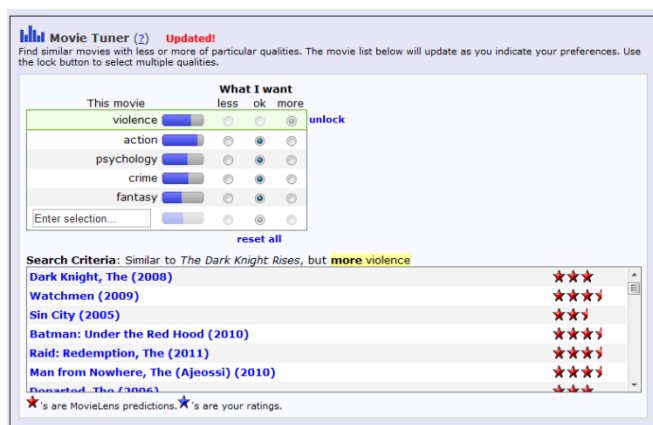 Movie Tuner (?) Updated!
Find similar movies with less or more of particular qualities. The movie list below will update as you indicate your preferences. Use
the lock button to select multiple qualities.
What I want
This movie less ok more
violence unlock
action
psychology
crime
fantasy
Enter selection...
reset all
Search Criteria: Similar to The Dark Knight Rises, but more violence
Dark Knight, The (2008)
Watchmen (2009)
Sin City (2005)
Batman: Under the Red Hood (2010)
Raid: Redemption, The (2011)
Man from Nowhere, The (Ajeossi) (2010)
Departed, The (2006)
's are MovieLens predictions. 's are your ratings.